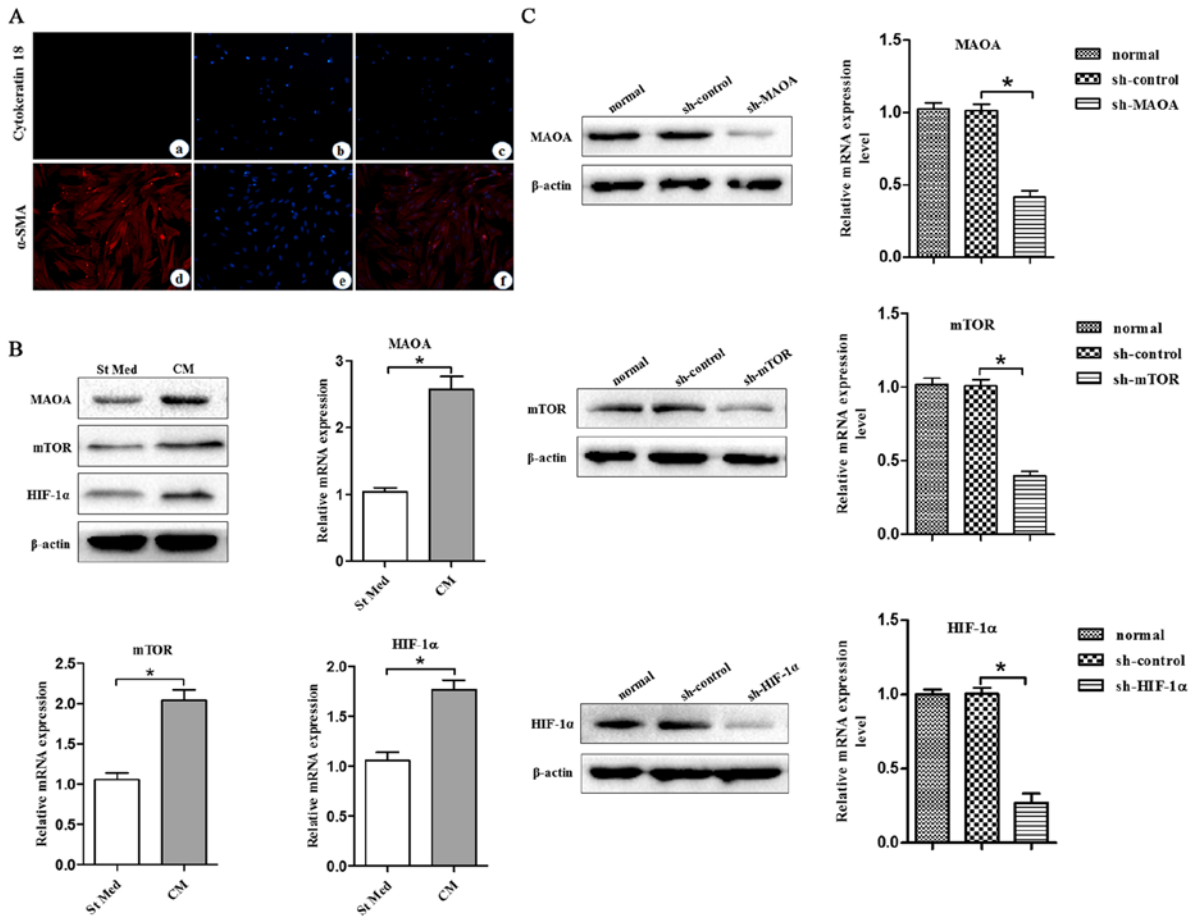 A
Cytokeratin 18
a
b
c
α-SMA
d
e
f
B
St Med
CM
MAOA
mTOR
HIF-1α
β-actin
MAOA
Relative mRNA expression
3
2
1
0
*
St Med
CM
mTOR
Relative mRNA expression
2.5
2.0
1.5
1.0
0.5
0.0
*
St Med
CM
HIF-1α
Relative mRNA expression
2.0
1.5
1.0
0.5
0.0
*
St Med
CM
C
normal
sh-control
sh-MAOA
MAOA
β-actin
MAOA
Relative mRNA expression
level
1.5
1.0
0.5
0.0
*
normal
sh-control
sh-MAOA
normal
sh-control
sh-mTOR
mTOR
β-actin
mTOR
Relative mRNA expression
level
1.5
1.0
0.5
0.0
*
normal
sh-control
sh-mTOR
normal
sh-control
sh-HIF-1α
HIF-1α
β-actin
HIF-1α
Relative mRNA expression
level
1.5
1.0
0.5
0.0
*
normal
sh-control
sh-HIF-1α